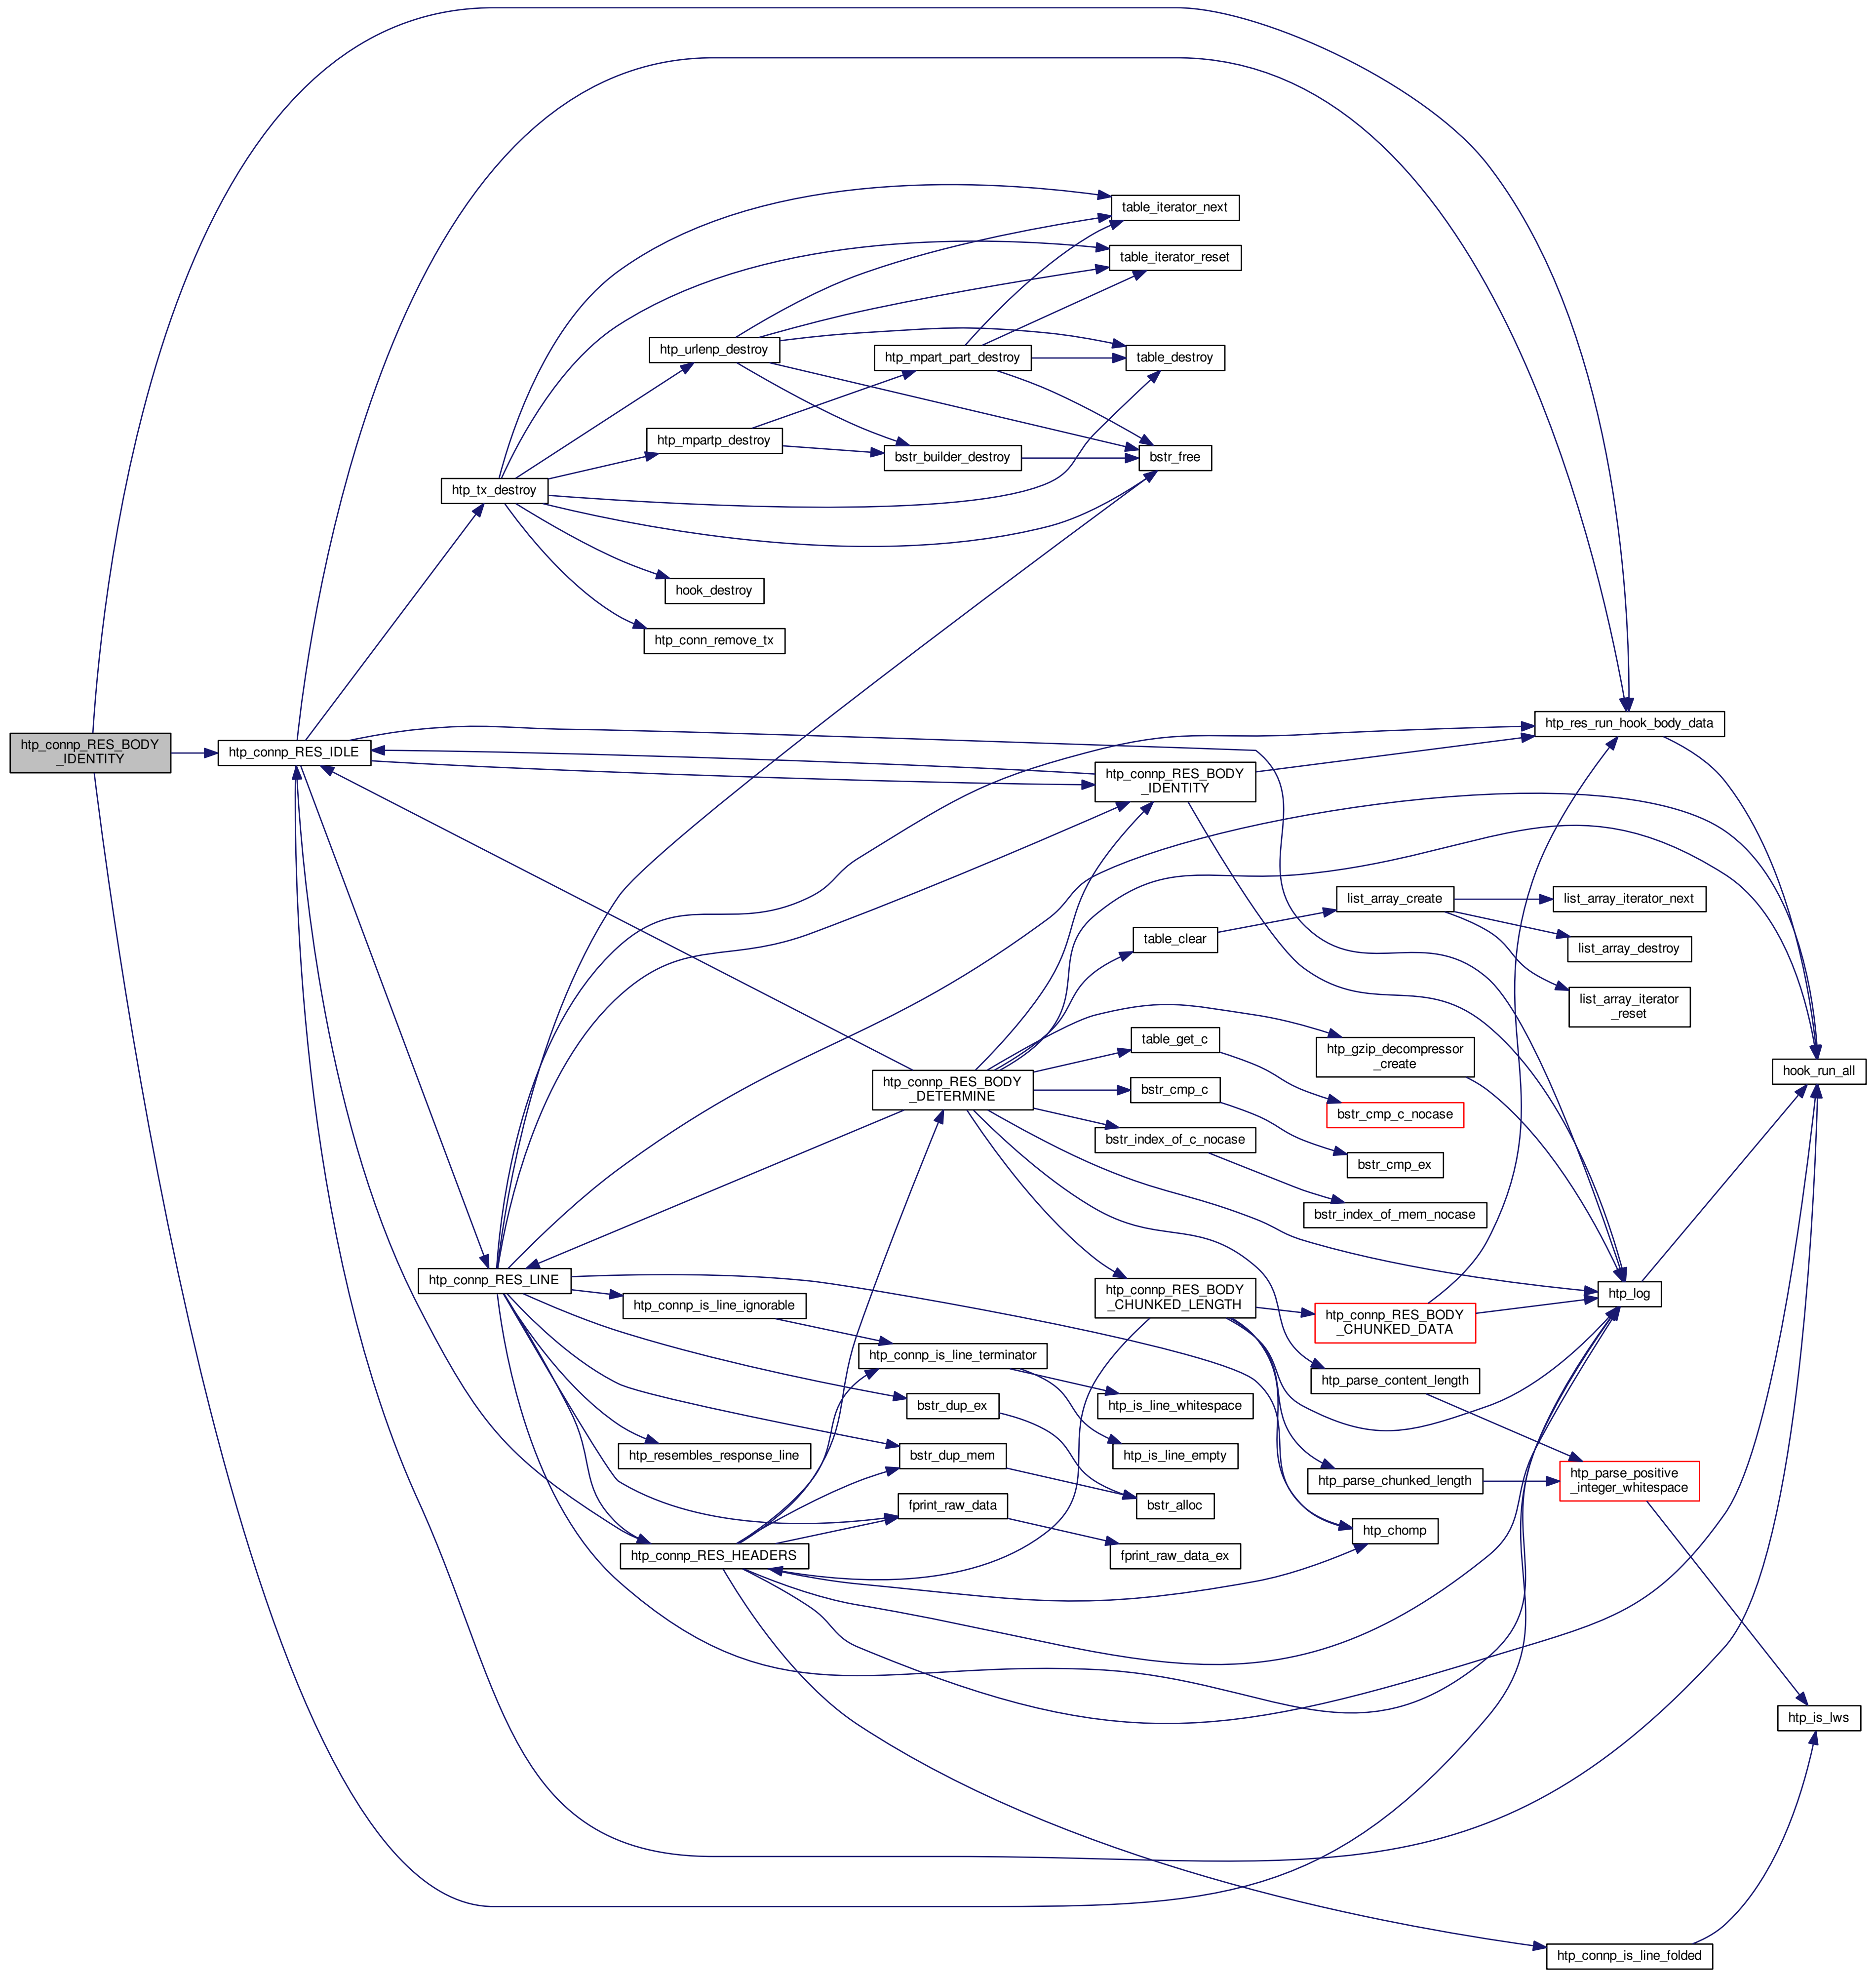 table_iterator_next
table_iterator_reset
htp_urlenp_destroy
htp_mpart_part_destroy
table_destroy
htp_mpartp_destroy
bstr_builder_destroy
bstr_free
htp_tx_destroy
hook_destroy
htp_conn_remove_tx
htp_res_run_hook_body_data
htp_connp_RES_BODY
_IDENTITY
htp_connp_RES_IDLE
htp_connp_RES_BODY
_IDENTITY
list_array_create
list_array_iterator_next
table_clear
list_array_destroy
list_array_iterator
_reset
table_get_c
htp_gzip_decompressor
_create
hook_run_all
htp_connp_RES_BODY
_DETERMINE
bstr_cmp_c
bstr_cmp_c_nocase
bstr_index_of_c_nocase
bstr_cmp_ex
bstr_index_of_mem_nocase
htp_connp_RES_LINE
htp_connp_RES_BODY
_CHUNKED_LENGTH
htp_log
htp_connp_is_line_ignorable
htp_connp_RES_BODY
_CHUNKED_DATA
htp_connp_is_line_terminator
htp_parse_content_length
bstr_dup_ex
htp_is_line_whitespace
htp_resembles_response_line
bstr_dup_mem
htp_is_line_empty
htp_parse_chunked_length
htp_parse_positive
_integer_whitespace
fprint_raw_data
bstr_alloc
htp_chomp
htp_connp_RES_HEADERS
fprint_raw_data_ex
htp_is_lws
htp_connp_is_line_folded